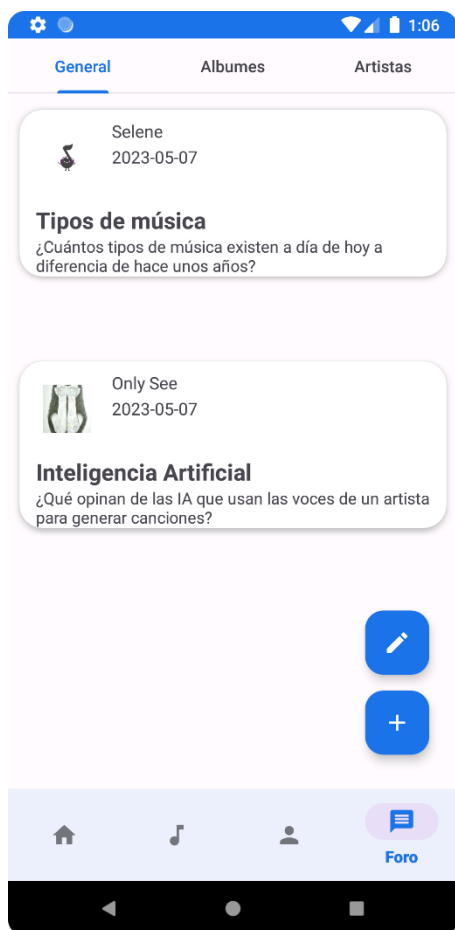 1:06
General Albumes Artistas
Selene
2023-05-07
Tipos de música
¿Cuántos tipos de música existen a día de hoy a
diferencia de hace unos años?
Only See
2023-05-07
Inteligencia Artificial
¿Qué opinan de las IA que usan las voces de un artista
para generar canciones?
Foro